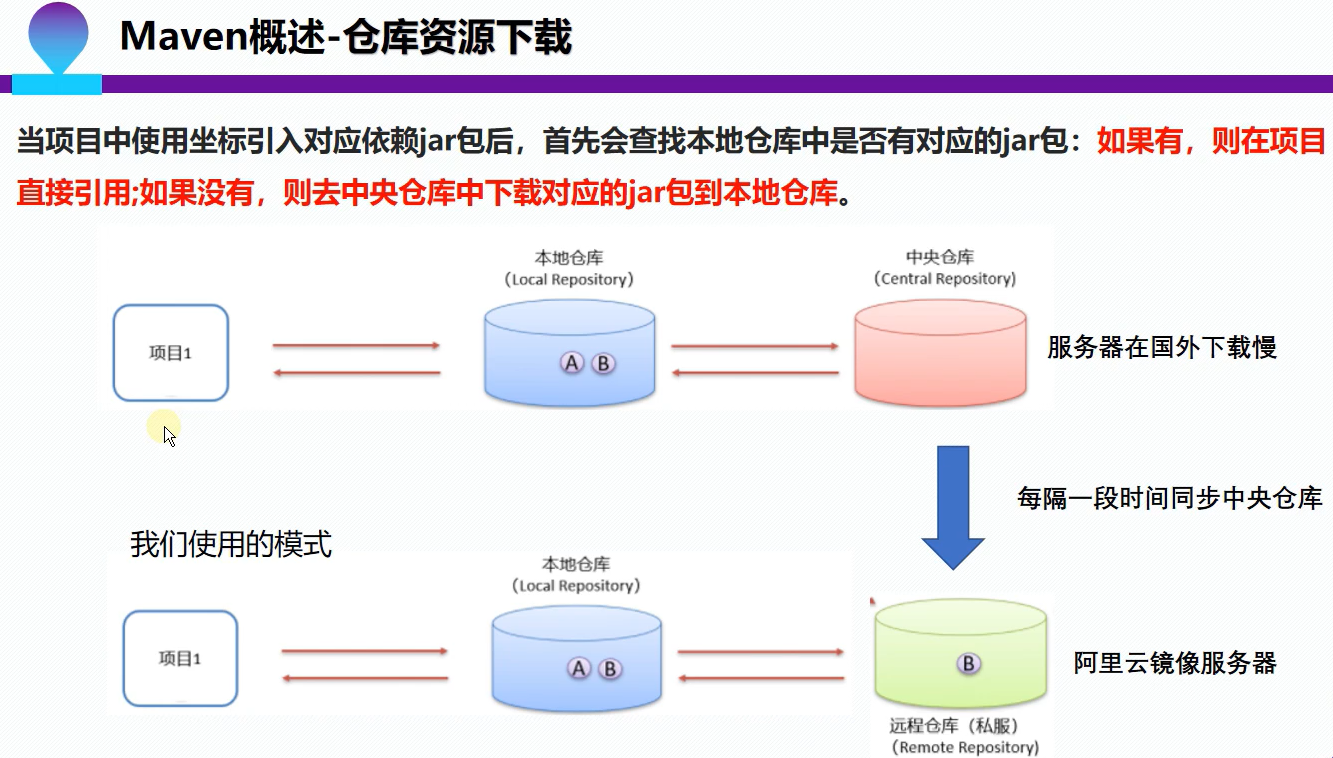 Maven概述-仓库资源下载
当项目中使用坐标引入对应依赖jar包后，首先会查找本地仓库中是否有对应的jar包：如果有，则在项目
直接引用;如果没有，则去中央仓库中下载对应的jar包到本地仓库。
本地仓库
（Local Repository）
中央仓库
（Central Repository）
项目1
A B
服务器在国外下载慢
每隔一段时间同步中央仓库
我们使用的模式
本地仓库
（Local Repository）
项目1
A B
B
阿里云镜像服务器
远程仓库（私服）
（Remote Repository）